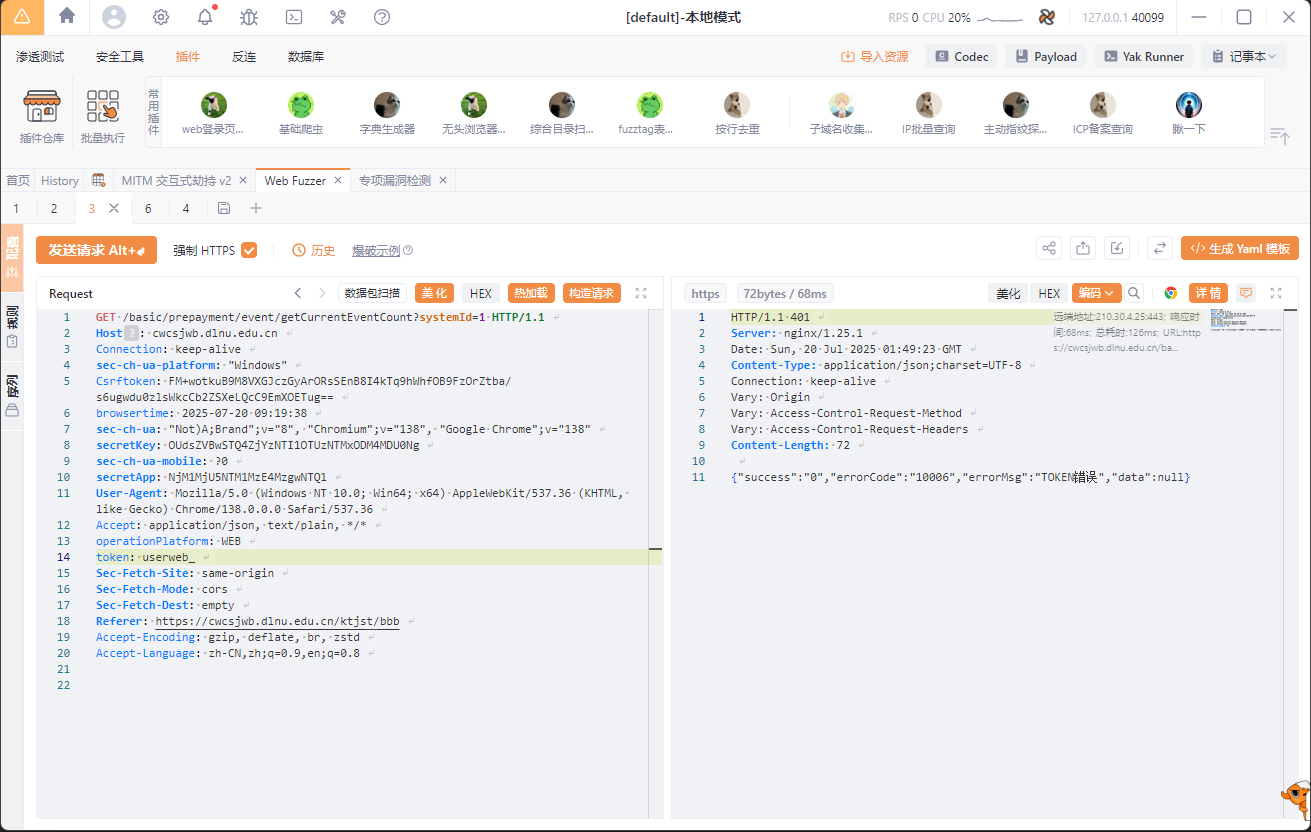 [default]-本地模式
RPS 0 CPU 20%
127.0.0.1 40099
渗透测试 安全工具 插件 反连 数据库
导入资源 Codec Payload Yak Runner 记事本
插件仓库 批量执行
常用插件
web登录页... 基础爬虫 字典生成器 无头浏览器... 综合目录扫... fuzztag表... 按行去重 子域名收集... IP批量查询 主动指纹探... ICP备案查询 瞅一下
首页 History MITM 交互式劫持 v2 Web Fuzzer 专项漏洞检测
1 2 3 6 4
配置
规则
序列
发送请求 Alt+ 强制 HTTPS 历史 爆破示例
生成 Yaml 模板
Request 数据包扫描 美化 HEX 热加载 构造请求
1 GET /basic/prepayment/event/getCurrentEventCount?systemId=1 HTTP/1.1
2 Host ? : cwcsjwb.dlnu.edu.cn
3 Connection: keep-alive
4 sec-ch-ua-platform: "Windows"
5 Csrftoken: FM+wotkuB9M8VXGJczGyArORsSEnB8I4kTq9hWhfOB9FzOrZtba/
s6ugwdu0zlsWkcCb2ZSXeLQcC9EmXOETug==
6 browsertime: 2025-07-20 09:19:38
7 sec-ch-ua: "Not)A;Brand";v="8", "Chromium";v="138", "Google Chrome";v="138"
8 secretKey: OUdsZVBwSTQ4ZjYzNTI1OTUzNTMxODM4MDU0Ng
9 sec-ch-ua-mobile: ?0
10 secretApp: NjM1MjU5NTM1MzE4MzgwNTQ1
11 User-Agent: Mozilla/5.0 (Windows NT 10.0; Win64; x64) AppleWebKit/537.36 (KHTML,
like Gecko) Chrome/138.0.0.0 Safari/537.36
12 Accept: application/json, text/plain, */*
13 operationPlatform: WEB
14 token: userweb_
15 Sec-Fetch-Site: same-origin
16 Sec-Fetch-Mode: cors
17 Sec-Fetch-Dest: empty
18 Referer: https://cwcsjwb.dlnu.edu.cn/ktjst/bbb
19 Accept-Encoding: gzip, deflate, br, zstd
20 Accept-Language: zh-CN,zh;q=0.9,en;q=0.8
21
22
https 72bytes / 68ms 美化 HEX 编码 详情
1 HTTP/1.1 401
2 Server: nginx/1.25.1
3 Date: Sun, 20 Jul 2025 01:49:23 GMT
4 Content-Type: application/json;charset=UTF-8
5 Connection: keep-alive
6 Vary: Origin
7 Vary: Access-Control-Request-Method
8 Vary: Access-Control-Request-Headers
9 Content-Length: 72
10
11 {"success":"0","errorCode":"10006","errorMsg":"TOKEN错误","data":null}
远端地址:210.30.4.25:443; 响应时
间:68ms; 总耗时:126ms; URL:http
s://cwcsjwb.dlnu.edu.cn/ba...